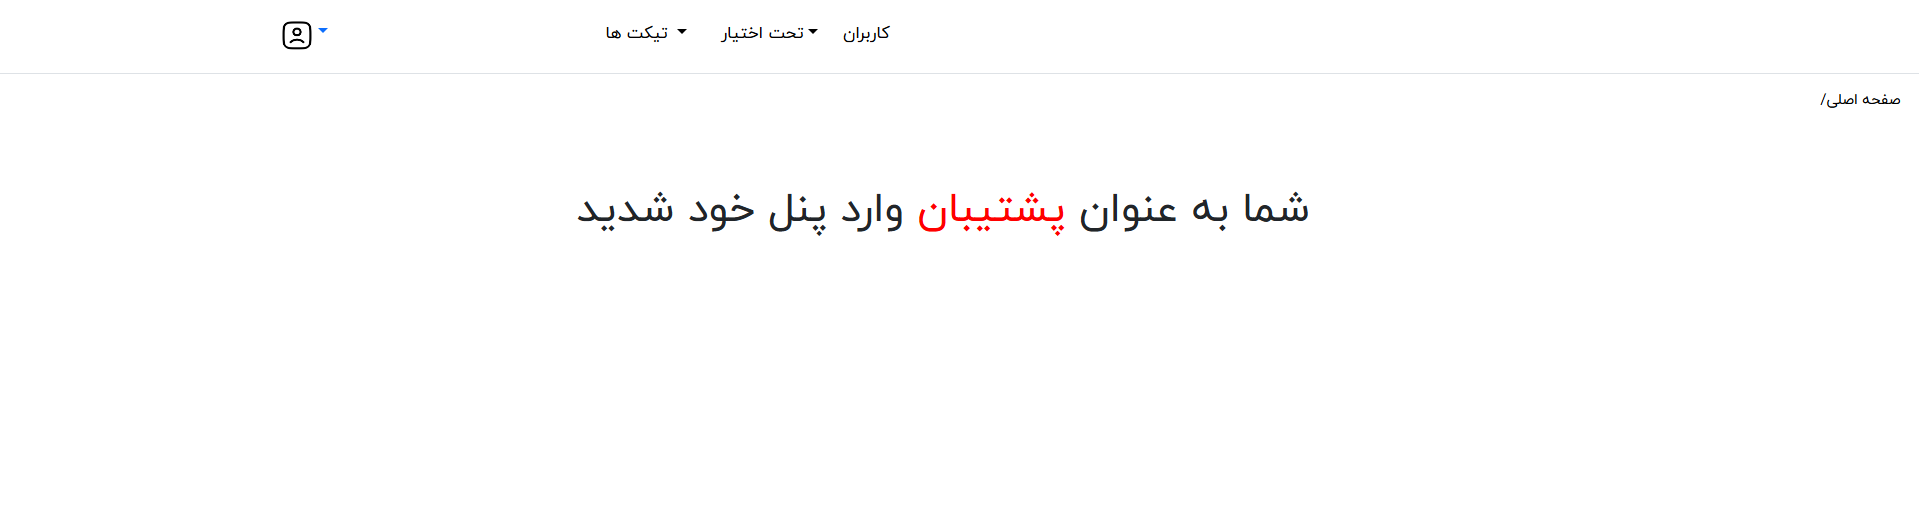 کاربران تحت اختیار تیکت ها
صفحه اصلی/
شما به عنوان پشتیبان وارد پنل خود شدید